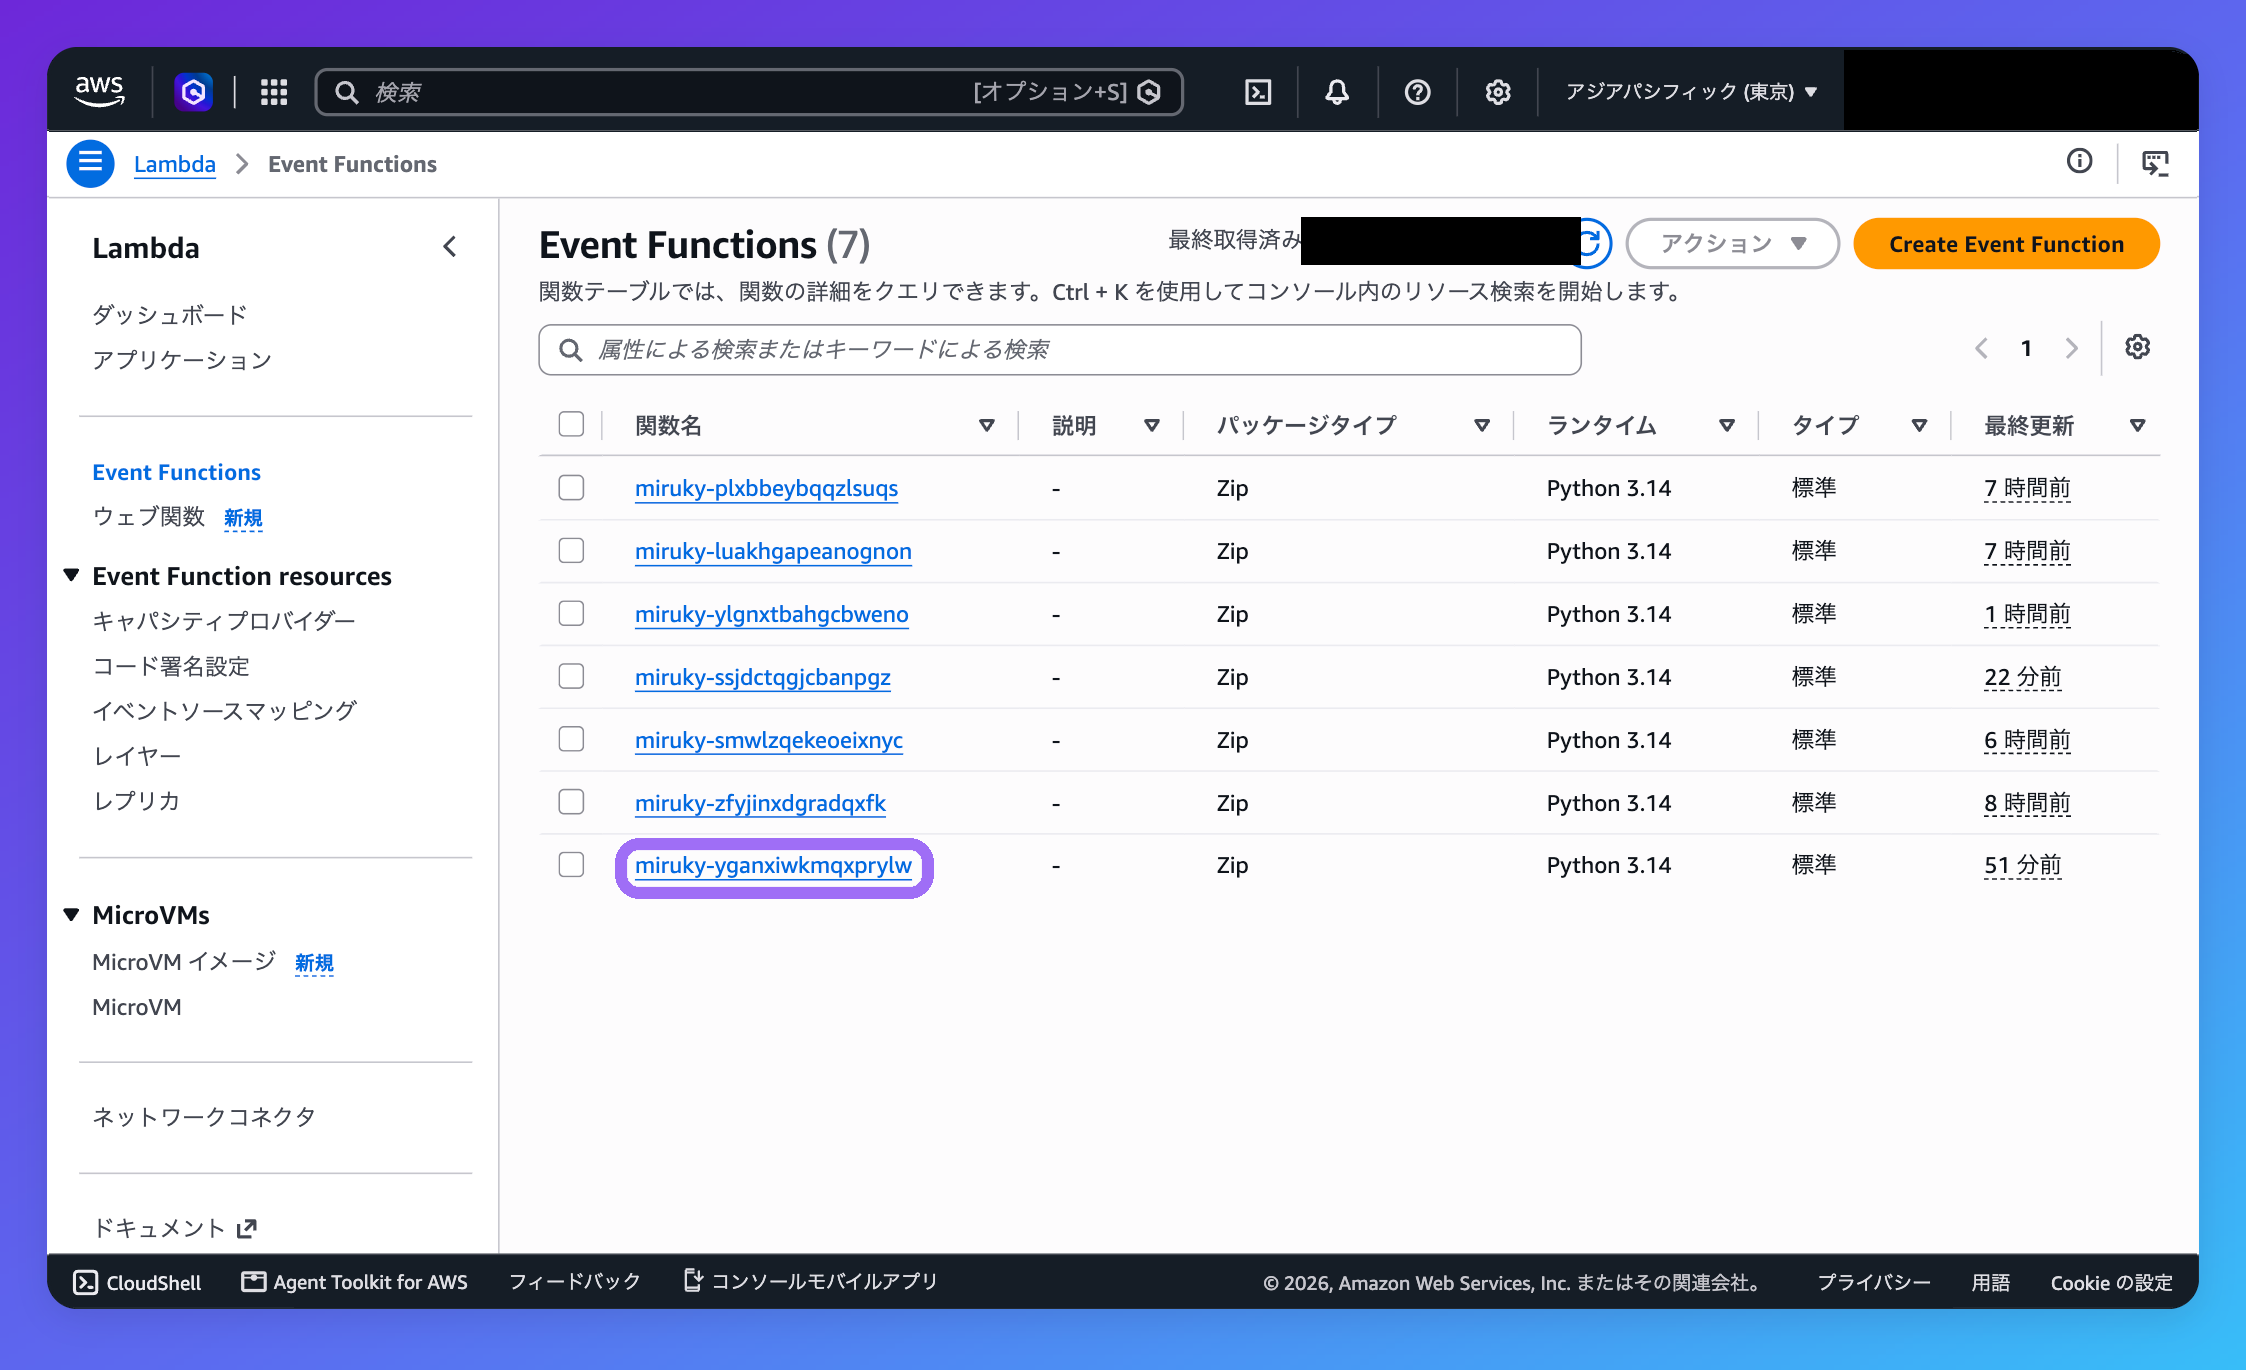 aws
検索 [オプション+S]
アジアパシフィック (東京)
Lambda
Event Functions
Lambda
ダッシュボード
アプリケーション
Event Functions
ウェブ関数 新規
Event Function resources
キャパシティプロバイダー
コード署名設定
イベントソースマッピング
レイヤー
レプリカ
MicroVMs
MicroVM イメージ 新規
MicroVM
ネットワークコネクタ
ドキュメント
Event Functions (7)
最終取得済み
アクション
Create Event Function
関数テーブルでは、関数の詳細をクエリできます。Ctrl + K を使用してコンソール内のリソース検索を開始します。
属性による検索またはキーワードによる検索
1
関数名 説明 パッケージタイプ ランタイム タイプ 最終更新
miruky-plxbbeybqqzlsuqs - Zip Python 3.14 標準 7 時間前
miruky-luakhgapeanognon - Zip Python 3.14 標準 7 時間前
miruky-ylgnxtbahgcbweno - Zip Python 3.14 標準 1 時間前
miruky-ssjdctqgjcbanpgz - Zip Python 3.14 標準 22 分前
miruky-smwlzqekeoeixnyc - Zip Python 3.14 標準 6 時間前
miruky-zfyjinxdgradqxfk - Zip Python 3.14 標準 8 時間前
miruky-yganxiwkmqxprylw - Zip Python 3.14 標準 51 分前
CloudShell
Agent Toolkit for AWS
フィードバック
コンソールモバイルアプリ
© 2026, Amazon Web Services, Inc. またはその関連会社。
プライバシー
用語
Cookie の設定